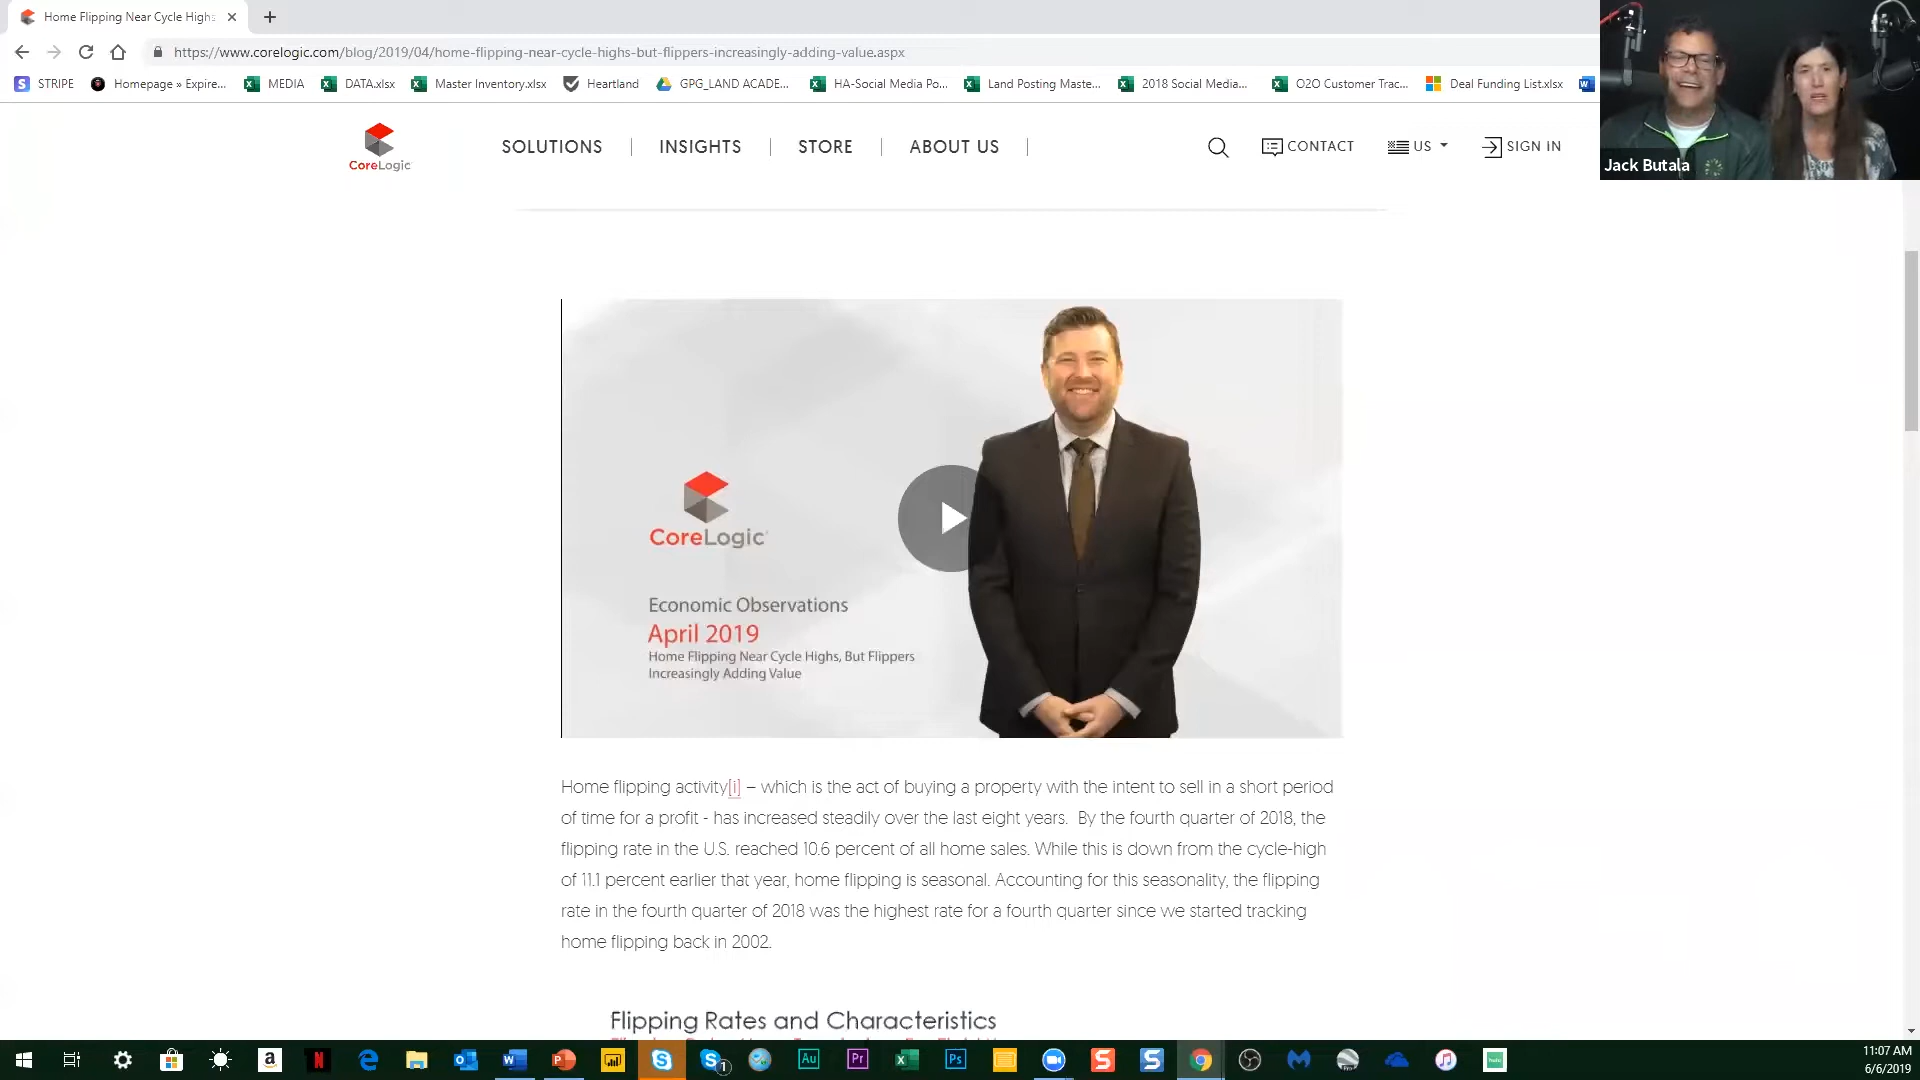 Home Flipping Near Cycle Highs
https://www.corelogic.com/blog/2019/04/home-flipping-near-cycle-highs-but-flippers-increasingly-adding-value.aspx
STRIPE Homepage » Expire... MEDIA DATA.xlsx Master Inventory.xlsx Heartland GPG_LAND ACADE... HA-Social Media Po... Land Posting Maste... 2018 Social Media... O2O Customer Trac... Deal Funding List.xlsx
Jack Butala
CoreLogic
SOLUTIONS INSIGHTS STORE ABOUT US CONTACT US SIGN IN
CoreLogic
Economic Observations
April 2019
Home Flipping Near Cycle Highs, But Flippers
Increasingly Adding Value
Home flipping activity[i] – which is the act of buying a property with the intent to sell in a short period
of time for a profit - has increased steadily over the last eight years. By the fourth quarter of 2018, the
flipping rate in the U.S. reached 10.6 percent of all home sales. While this is down from the cycle-high
of 11.1 percent earlier that year, home flipping is seasonal. Accounting for this seasonality, the flipping
rate in the fourth quarter of 2018 was the highest rate for a fourth quarter since we started tracking
home flipping back in 2002.
Flipping Rates and Characteristics
11:07 AM
6/6/2019